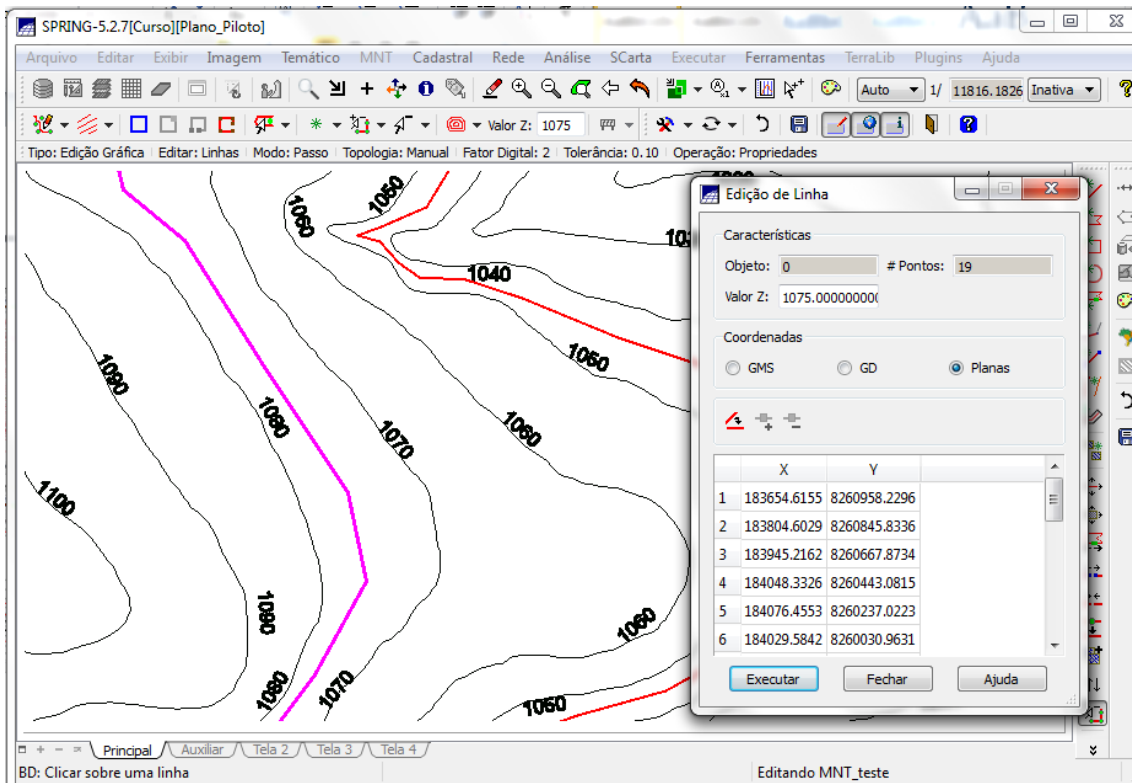 SPRING-5.2.7[Curso][Plano_Piloto]
Arquivo Editar Exibir Imagem Temático MNT Cadastral Rede Análise SCarta Executar Ferramentas TerraLib Plugins Ajuda
Auto 1/ 11816.1826 Inativa
Valor Z: 1075
Tipo: Edição Gráfica Editar: Linhas Modo: Passo Topologia: Manual Fator Digital: 2 Tolerância: 0.10 Operação: Propriedades
1050
1060
1040
1050
1090
1080
1070
1060
1100
1090
1060
1080
1070
1050
Edição de Linha
Características
Objeto: 0 # Pontos: 19
Valor Z: 1075.000000000
Coordenadas
GMS GD Planas
X Y
1 183654.6155 8260958.2296
2 183804.6029 8260845.8336
3 183945.2162 8260667.8734
4 184048.3326 8260443.0815
5 184076.4553 8260237.0223
6 184029.5842 8260030.9631
Executar Fechar Ajuda
Principal Auxiliar Tela 2 Tela 3 Tela 4
BD: Clicar sobre uma linha Editando MNT_teste